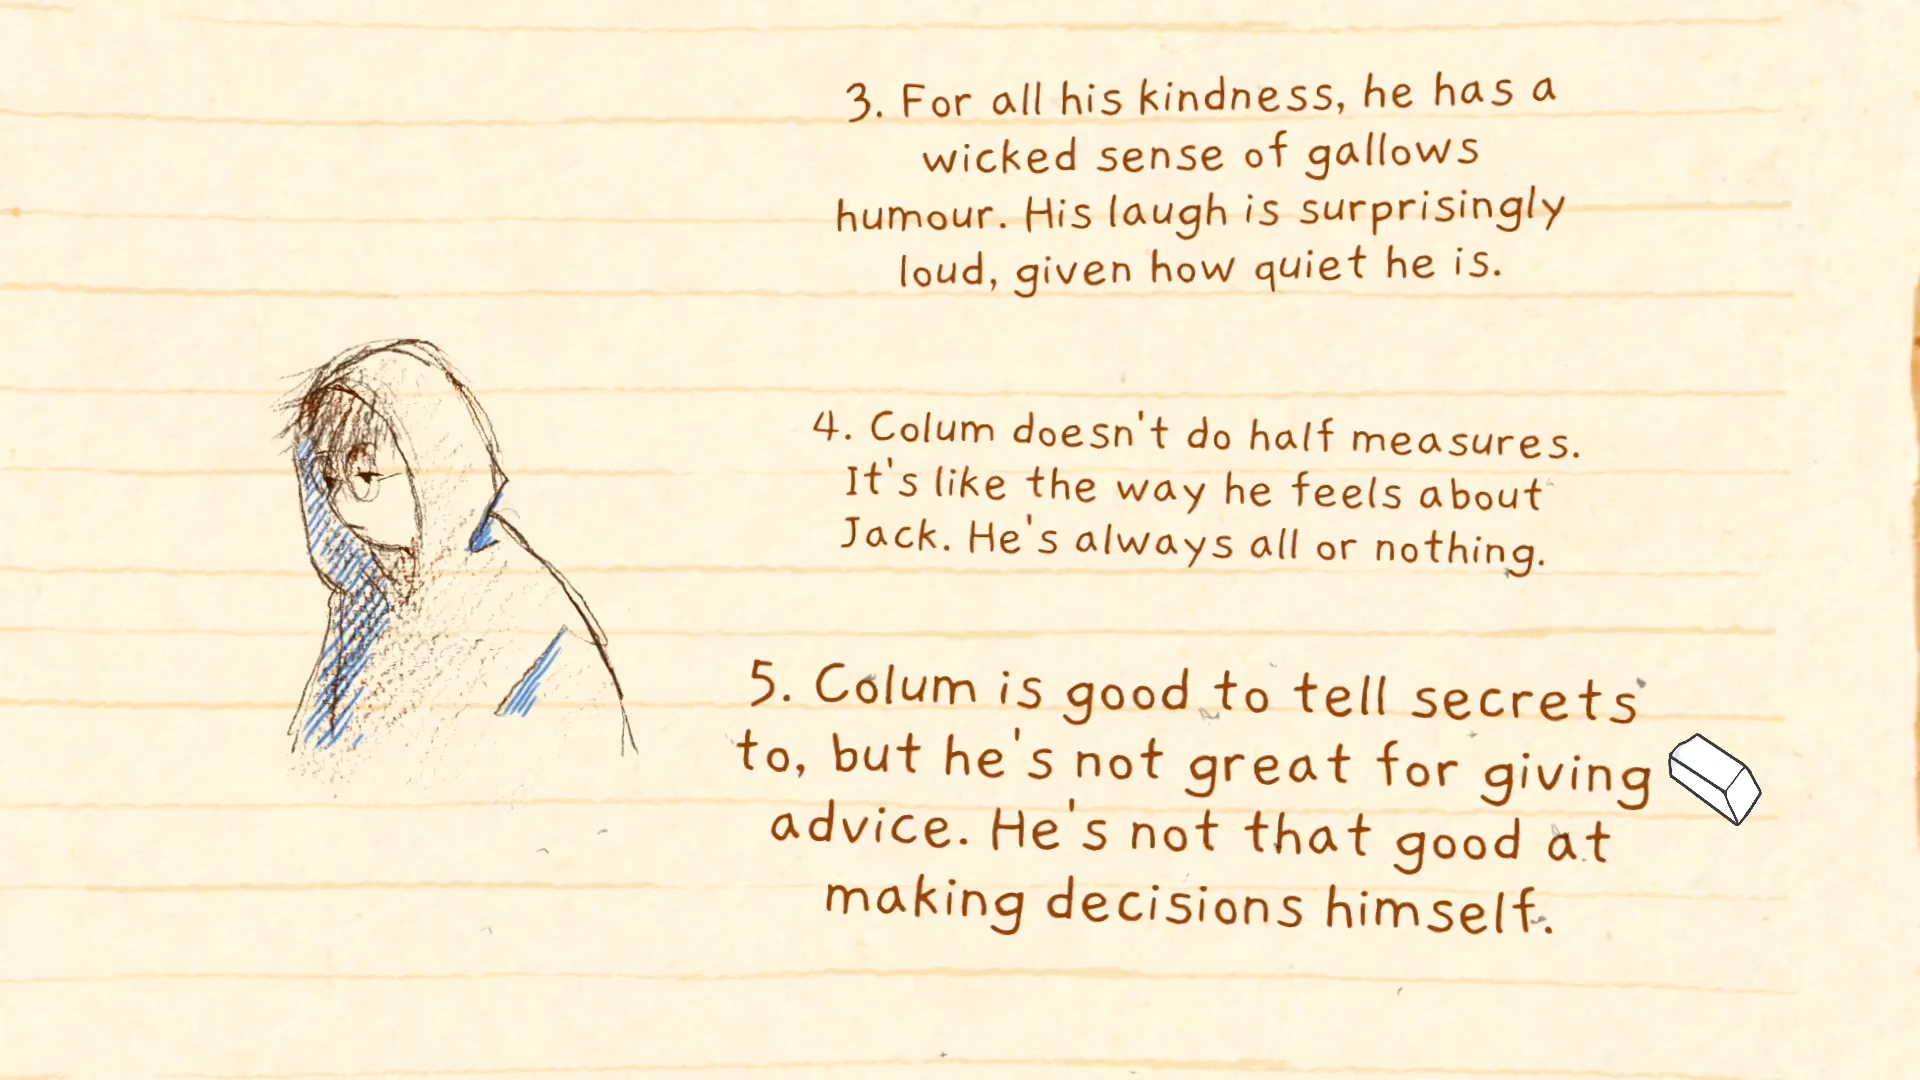 3. For all his kindness, he has a
wicked sense of gallows
humour. His laugh is surprisingly
loud, given how quiet he is.
4. Colum doesn't do half measures.
It's like the way he feels about
Jack. He's always all or nothing.
5. Colum is good to tell secrets
to, but he's not great for giving
advice. He's not that good at
making decisions himself.